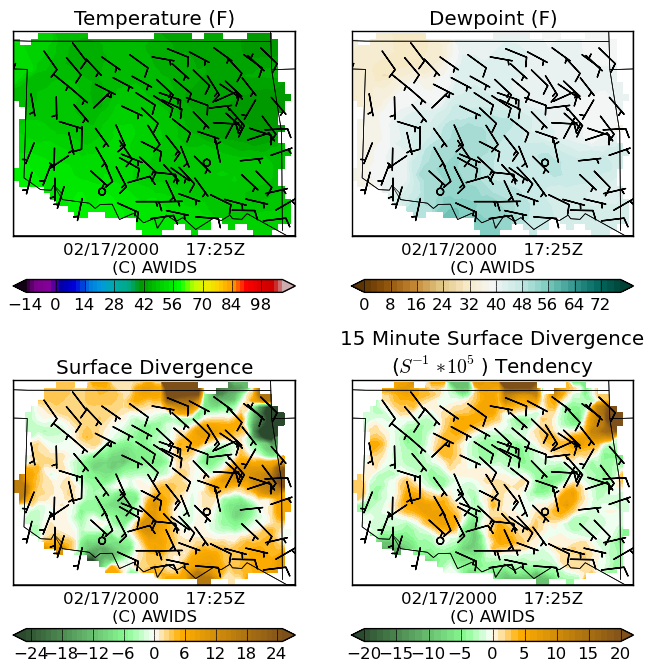 Temperature (F)
Dewpoint (F)
02/17/2000 17:25Z
(C) AWIDS
02/17/2000 17:25Z
(C) AWIDS
−14 0 14 28 42 56 70 84 98
0 8 16 24 32 40 48 56 64 72
Surface Divergence
15 Minute Surface Divergence
(S⁻¹ *10⁵ ) Tendency
02/17/2000 17:25Z
(C) AWIDS
02/17/2000 17:25Z
(C) AWIDS
−24−18−12 −6 0 6 12 18 24
−20−15−10 −5 0 5 10 15 20